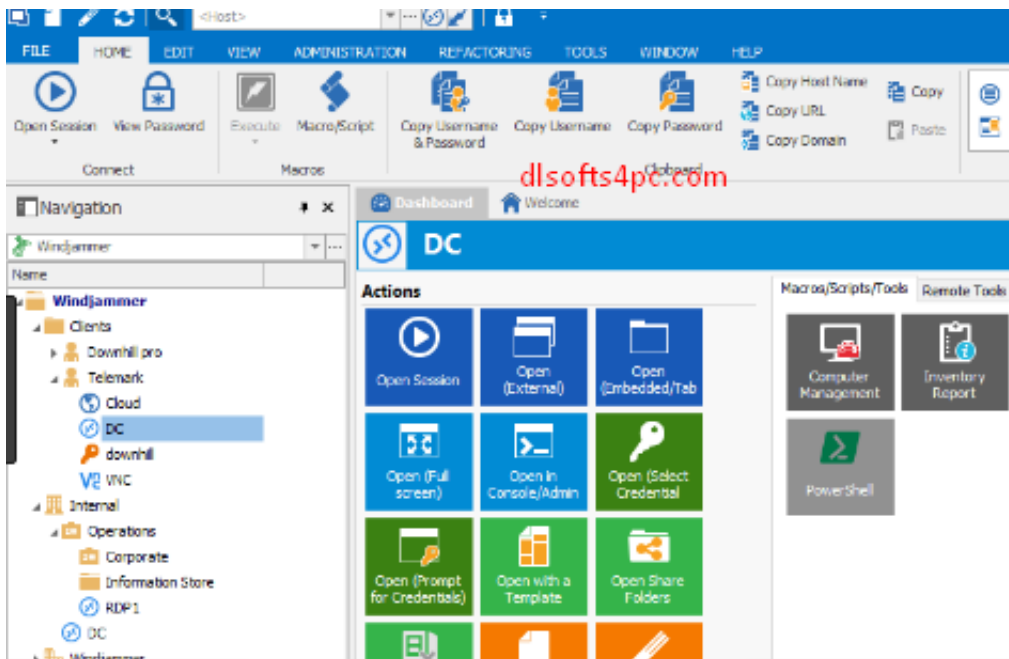 <Host>
FILE HOME EDIT VIEW ADMINISTRATION REFACTORING TOOLS WINDOW HELP
Open Session
View Password
Execute
Macro/Script
Copy Username
& Password
Copy Username
Copy Password
Copy Host Name
Copy URL
Copy Domain
Copy
Paste
Connect
Macros
Clipboard
dlsofts4pc.com
Navigation
Windjammer
Name
Windjammer
Clients
Downhill pro
Telemark
Cloud
DC
downhill
VNC
Internal
Operations
Corporate
Information Store
RDP1
DC
Windjammer
Dashboard
Welcome
DC
Actions
Open Session
Open
(External)
Open
(Embedded/Tab
Open (Full
screen)
Open in
Console/Admin
Open (Select
Credential
Open (Prompt
for Credentials)
Open with a
Template
Open Share
Folders
Macros/Scripts/Tools
Remote Tools
Computer
Management
Inventory
Report
PowerShell